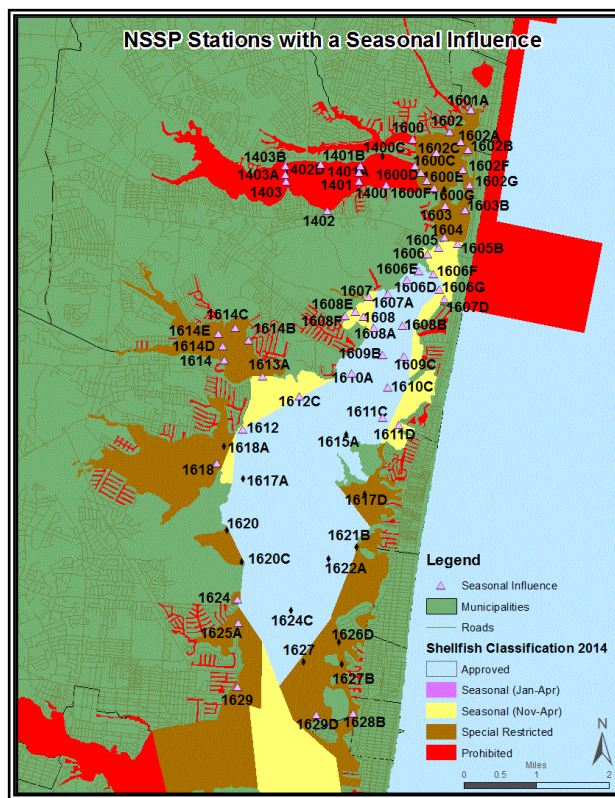 NSSP Stations with a Seasonal Influence
1601A
1600
1602
1602A
1400C
1602C
1602B
1403B
1401B
1600C
1602F
1403A
1402D
1401A
1600D
1600E
1602G
1403
1401
1400
1600F
1600G
1402
1603
1603B
1604
1605
1605B
1606
1606E
1606F
1606D
1606G
1607
1607A
1607D
1608E
1614C
1608F
1608
1608B
1614E
1614B
1608A
1614D
1609B
1614
1613A
1609C
1610A
1610C
1612C
1611C
1612
1615A
1611D
1618A
1618
1617A
1617D
1620
1621B
1620C
1622A
1624
1624C
1625A
1626D
1627
1627B
1629
1629D
1628B
Legend
Seasonal Influence
Municipalities
Roads
Shellfish Classification 2014
Approved
Seasonal (Jan-Apr)
Seasonal (Nov-Apr)
Special Restricted
Prohibited
N
Miles
0 0.5 1 2